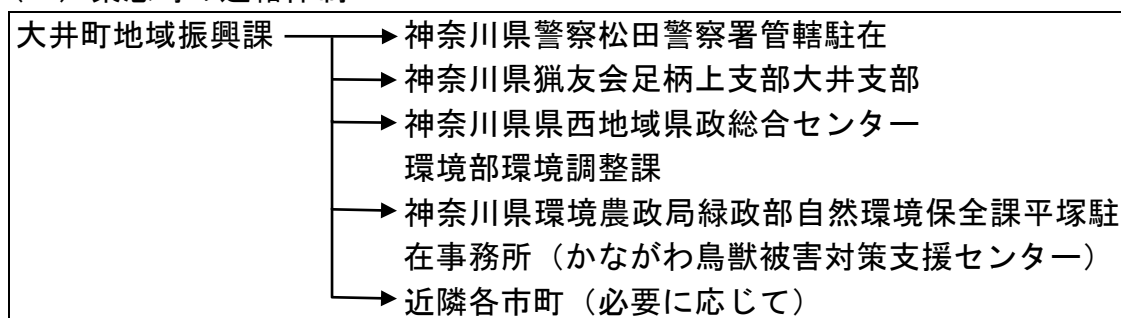 大井町地域振興課 神奈川県警察松田警察署管轄駐在
神奈川県猟友会足柄上支部大井支部
神奈川県県西地域県政総合センター
環境部環境調整課
神奈川県環境農政局緑政部自然環境保全課平塚駐
在事務所（かながわ鳥獣被害対策支援センター）
近隣各市町（必要に応じて）